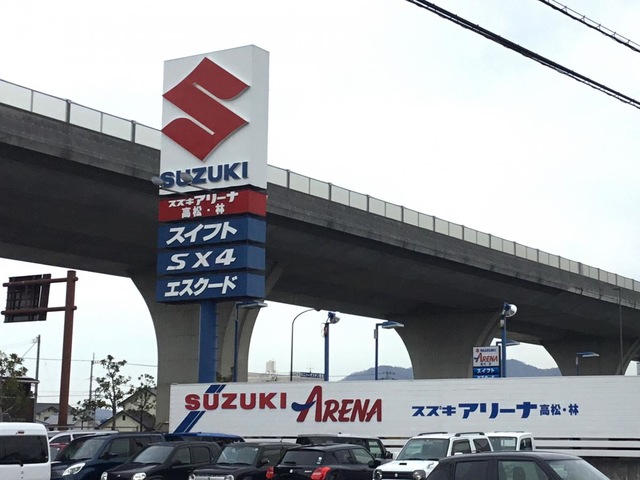 SUZUKI
スズキアリーナ
高松・林
スイフト
SX4
エスクード
SUZUKI ARENA スズキアリーナ高松・林
SUZUKI
ARENA